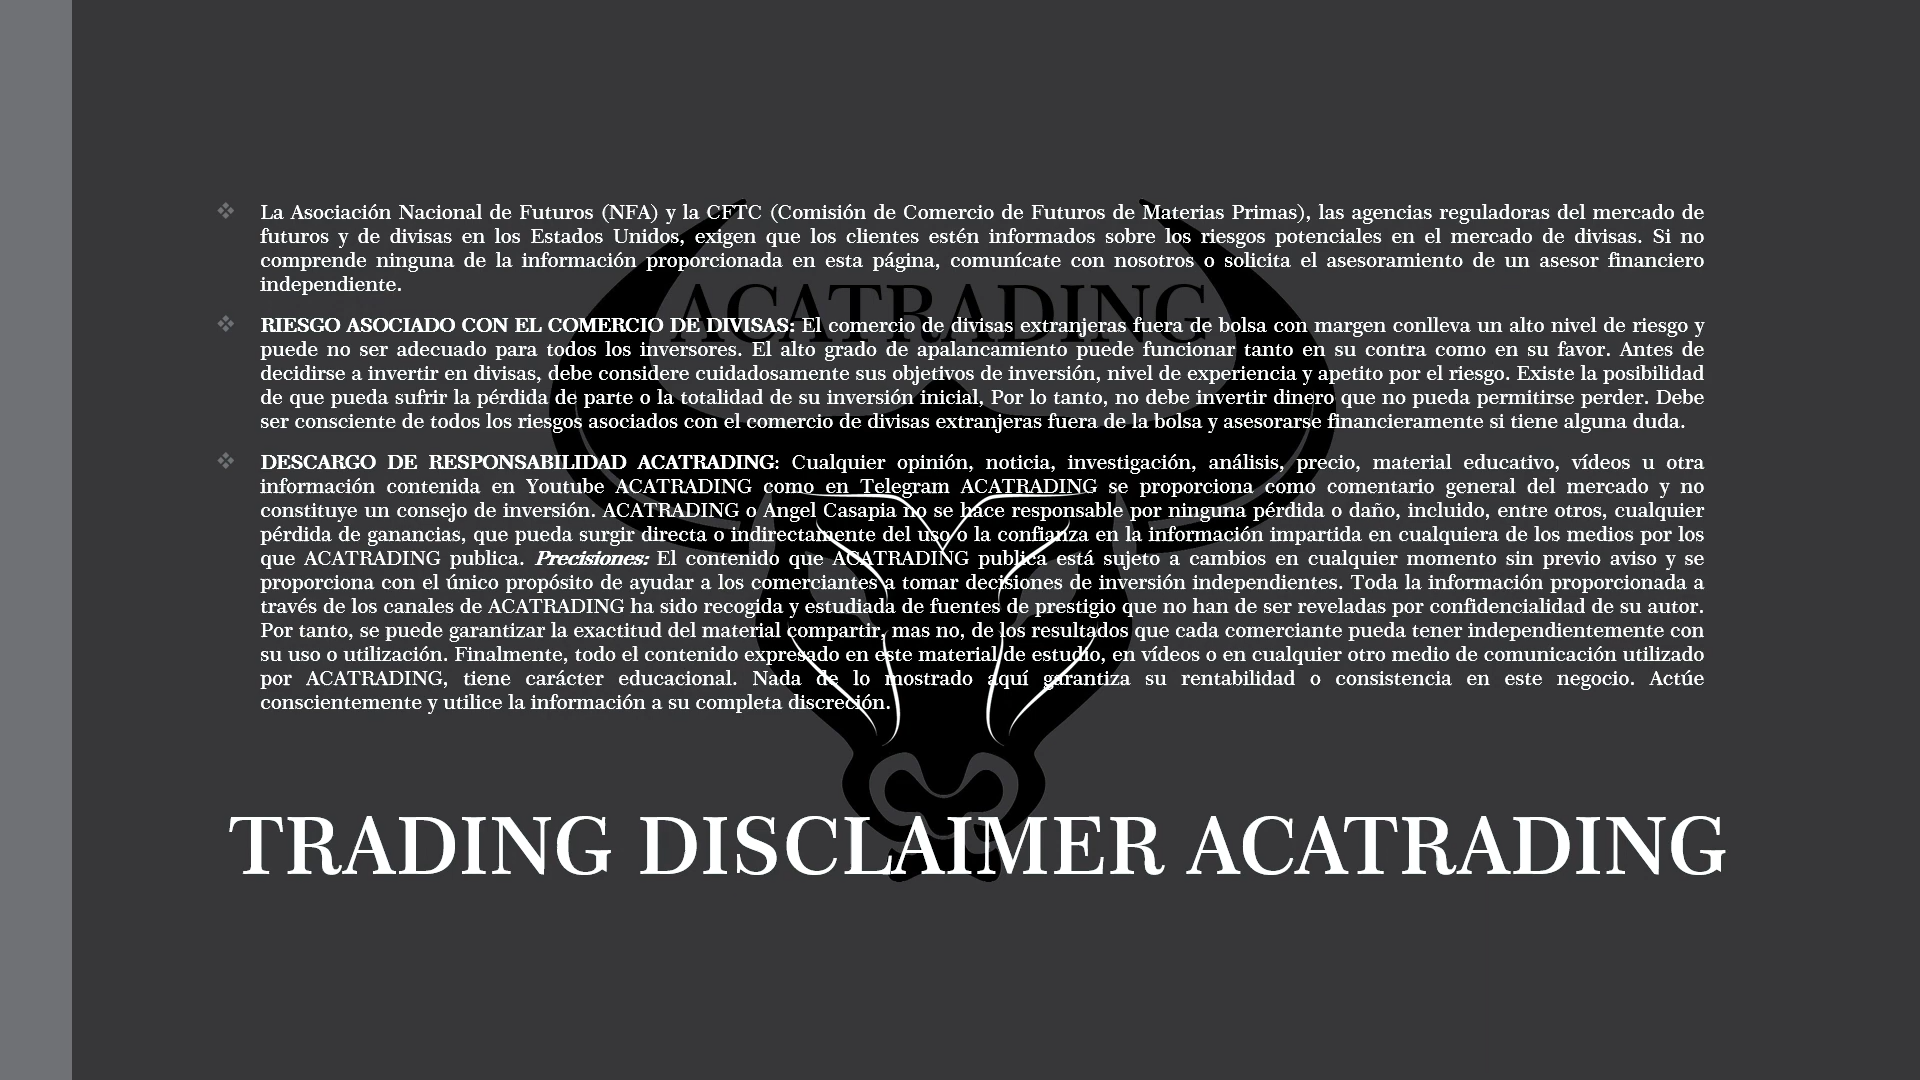 ACATRADING
❖ La Asociación Nacional de Futuros (NFA) y la CFTC (Comisión de Comercio de Futuros de Materias Primas), las agencias reguladoras del mercado de
futuros y de divisas en los Estados Unidos, exigen que los clientes estén informados sobre los riesgos potenciales en el mercado de divisas. Si no
comprende ninguna de la información proporcionada en esta página, comunícate con nosotros o solicita el asesoramiento de un asesor financiero
independiente.
❖ RIESGO ASOCIADO CON EL COMERCIO DE DIVISAS: El comercio de divisas extranjeras fuera de bolsa con margen conlleva un alto nivel de riesgo y
puede no ser adecuado para todos los inversores. El alto grado de apalancamiento puede funcionar tanto en su contra como en su favor. Antes de
decidirse a invertir en divisas, debe considere cuidadosamente sus objetivos de inversión, nivel de experiencia y apetito por el riesgo. Existe la posibilidad
de que pueda sufrir la pérdida de parte o la totalidad de su inversión inicial, Por lo tanto, no debe invertir dinero que no pueda permitirse perder. Debe
ser consciente de todos los riesgos asociados con el comercio de divisas extranjeras fuera de la bolsa y asesorarse financieramente si tiene alguna duda.
❖ DESCARGO DE RESPONSABILIDAD ACATRADING: Cualquier opinión, noticia, investigación, análisis, precio, material educativo, vídeos u otra
información contenida en Youtube ACATRADING como en Telegram ACATRADING se proporciona como comentario general del mercado y no
constituye un consejo de inversión. ACATRADING o Angel Casapia no se hace responsable por ninguna pérdida o daño, incluido, entre otros, cualquier
pérdida de ganancias, que pueda surgir directa o indirectamente del uso o la confianza en la información impartida en cualquiera de los medios por los
que ACATRADING publica. Precisiones: El contenido que ACATRADING publica está sujeto a cambios en cualquier momento sin previo aviso y se
proporciona con el único propósito de ayudar a los comerciantes a tomar decisiones de inversión independientes. Toda la información proporcionada a
través de los canales de ACATRADING ha sido recogida y estudiada de fuentes de prestigio que no han de ser reveladas por confidencialidad de su autor.
Por tanto, se puede garantizar la exactitud del material compartir, mas no, de los resultados que cada comerciante pueda tener independientemente con
su uso o utilización. Finalmente, todo el contenido expresado en este material de estudio, en vídeos o en cualquier otro medio de comunicación utilizado
por ACATRADING, tiene carácter educacional. Nada de lo mostrado aquí garantiza su rentabilidad o consistencia en este negocio. Actúe
conscientemente y utilice la información a su completa discreción.
TRADING DISCLAIMER ACATRADING